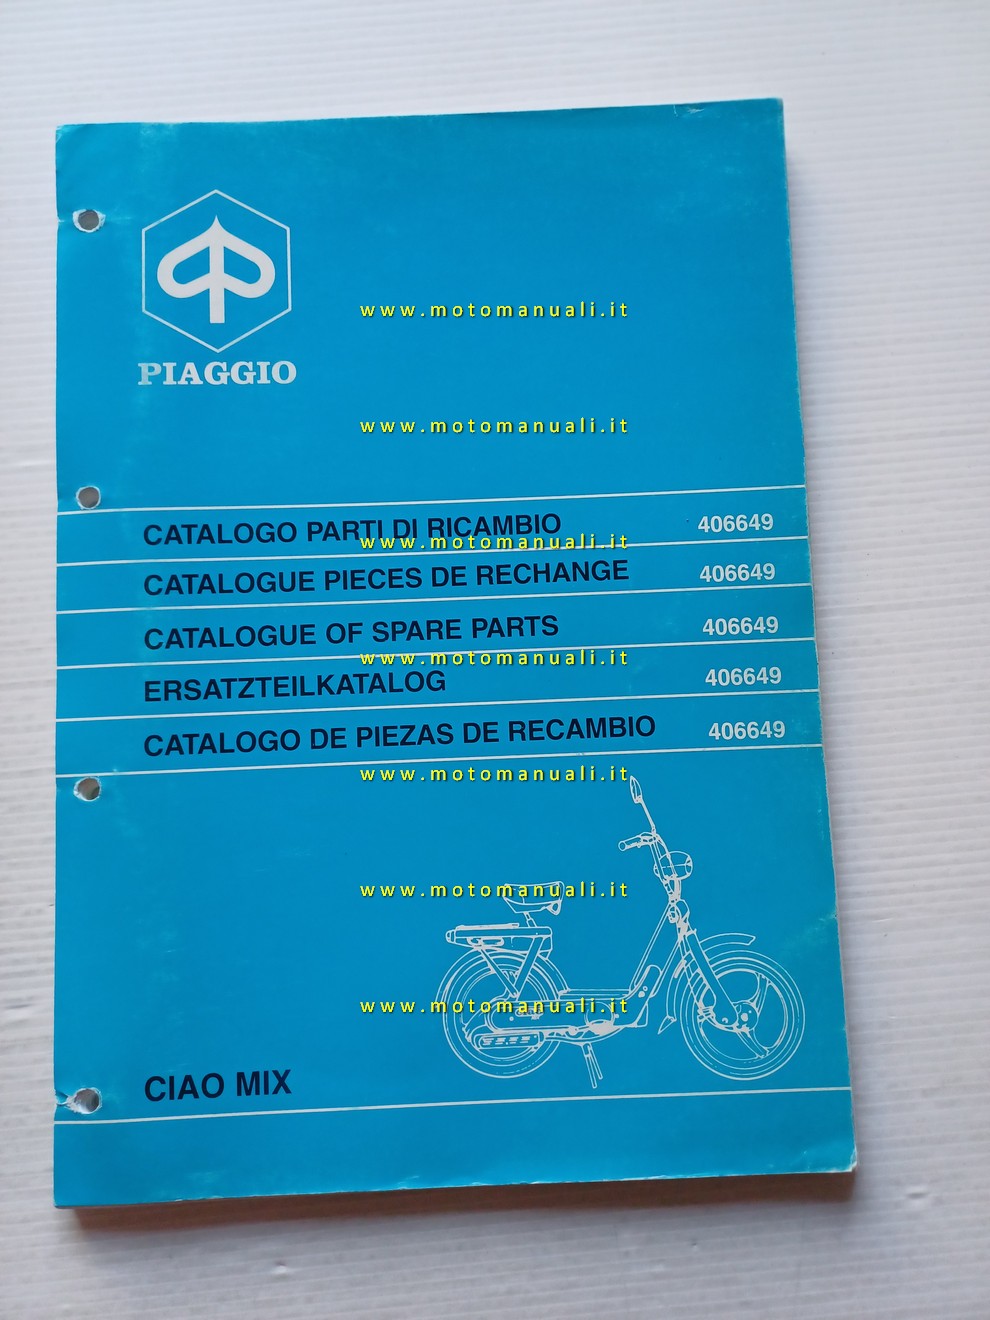 PIAGGIO
www.motomanuali.it
www.motomanuali.it
CATALOGO PARTI DI RICAMBIO 406649
www.motomanuali.it
CATALOGUE PIECES DE RECHANGE 406649
CATALOGUE OF SPARE PARTS 406649
www.motomanuali.it
ERSATZTEILKATALOG 406649
CATALOGO DE PIEZAS DE RECAMBIO 406649
www.motomanuali.it
www.motomanuali.it
www.motomanuali.it
CIAO MIX